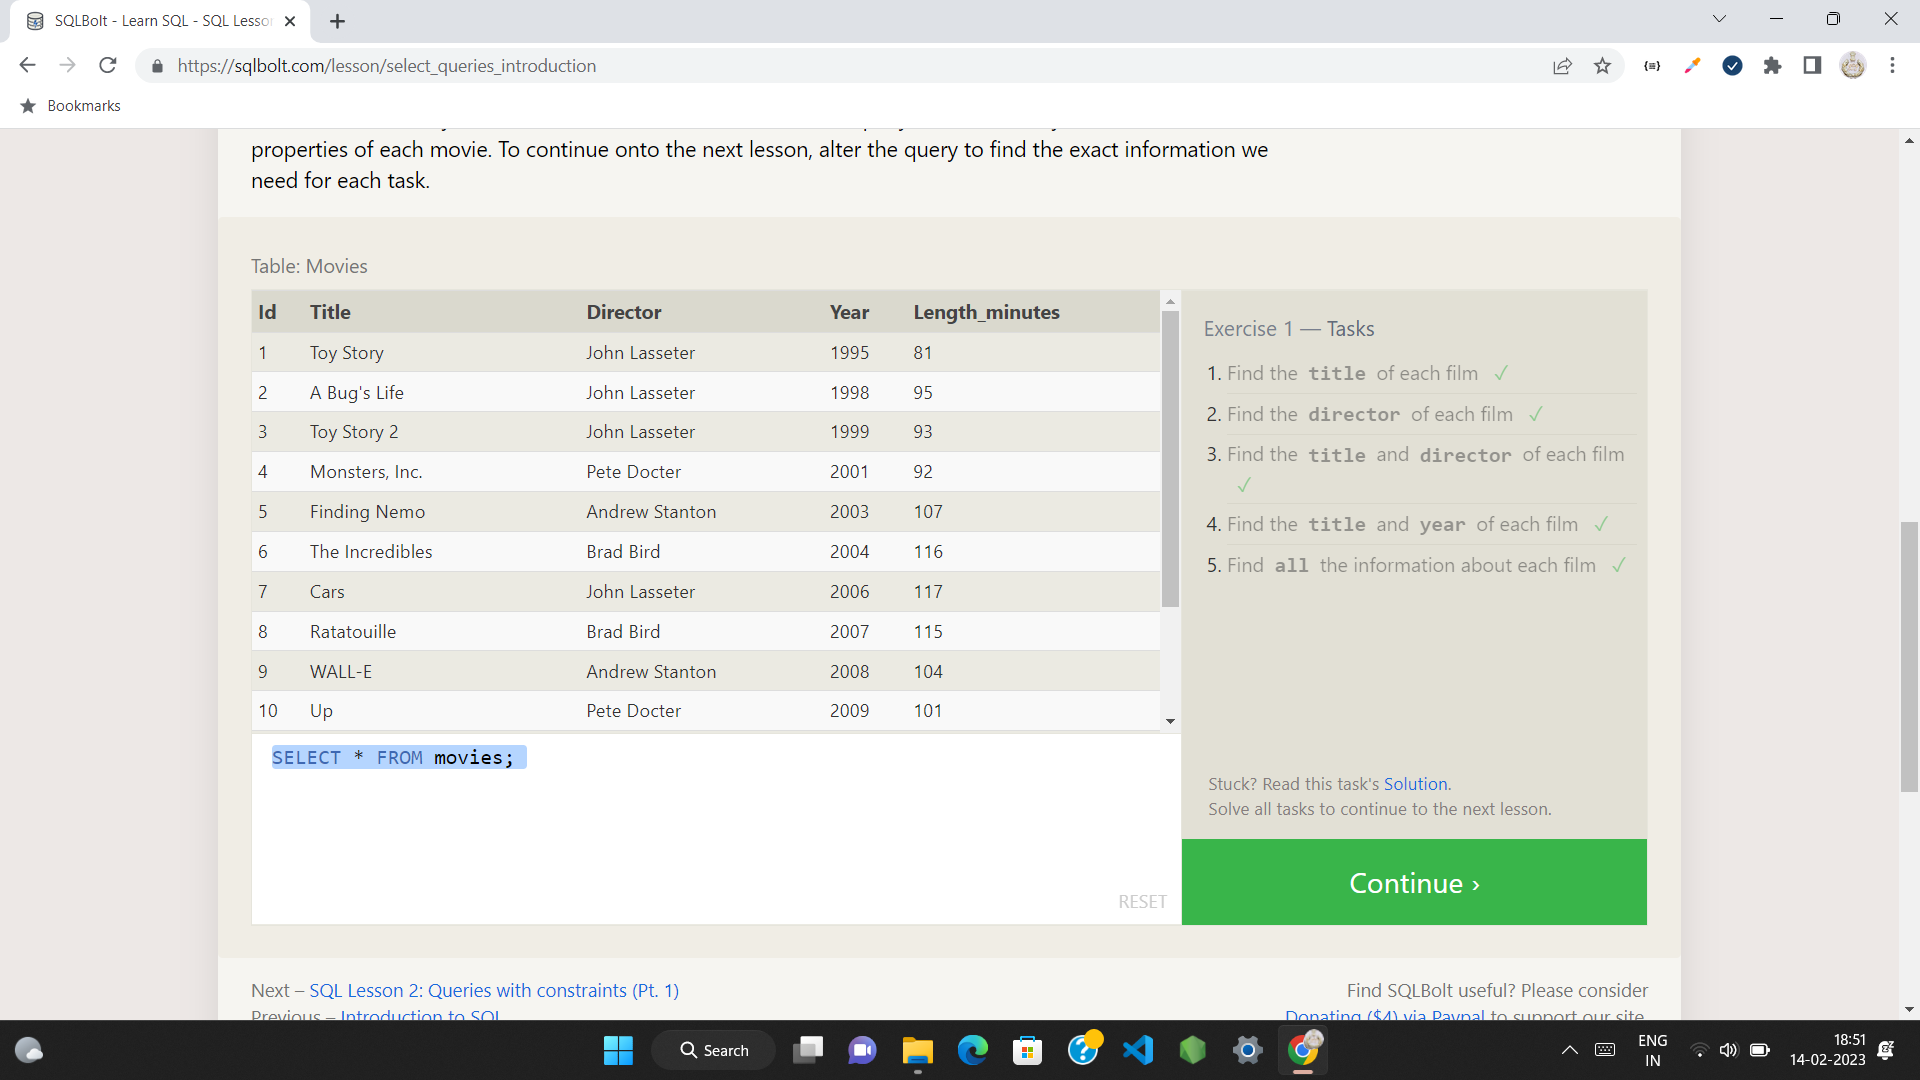 SQLBolt - Learn SQL - SQL Lesso
https://sqlbolt.com/lesson/select_queries_introduction
Bookmarks
properties of each movie. To continue onto the next lesson, alter the query to find the exact information we
need for each task.
Table: Movies
Id Title Director Year Length_minutes
1 Toy Story John Lasseter 1995 81
2 A Bug's Life John Lasseter 1998 95
3 Toy Story 2 John Lasseter 1999 93
4 Monsters, Inc. Pete Docter 2001 92
5 Finding Nemo Andrew Stanton 2003 107
6 The Incredibles Brad Bird 2004 116
7 Cars John Lasseter 2006 117
8 Ratatouille Brad Bird 2007 115
9 WALL-E Andrew Stanton 2008 104
10 Up Pete Docter 2009 101
SELECT * FROM movies;
RESET
Exercise 1 — Tasks
1. Find the title of each film ✓
2. Find the director of each film ✓
3. Find the title and director of each film
✓
4. Find the title and year of each film ✓
5. Find all the information about each film ✓
Stuck? Read this task's Solution.
Solve all tasks to continue to the next lesson.
Continue ›
Next – SQL Lesson 2: Queries with constraints (Pt. 1)
Previous – Introduction to SQL
Find SQLBolt useful? Please consider
Donating ($4) via Paypal to support our site.
Search
ENG
IN
18:51
14-02-2023